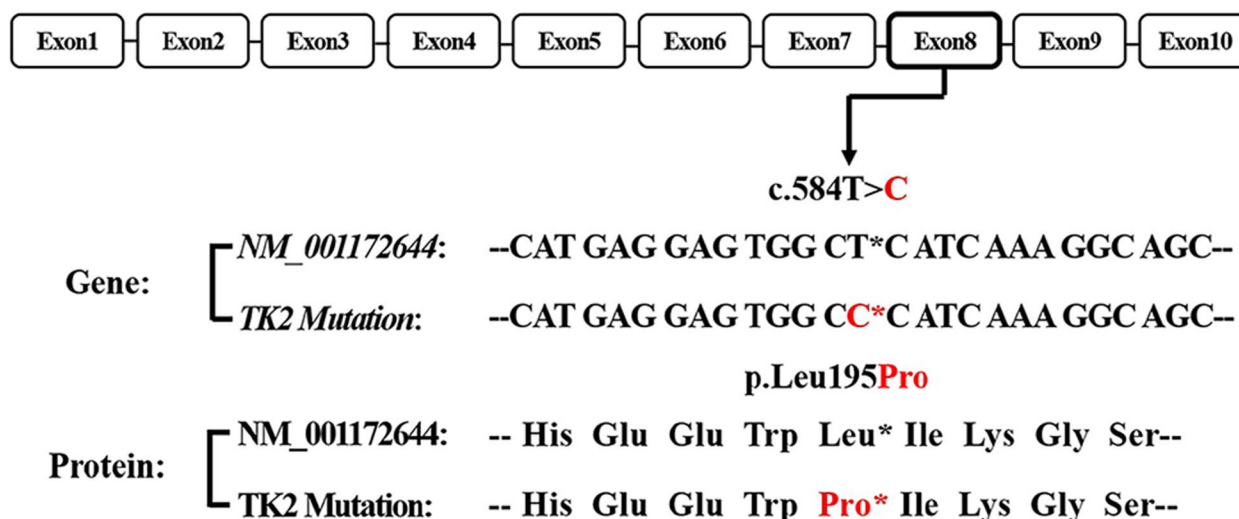 Exon1 Exon2 Exon3 Exon4 Exon5 Exon6 Exon7 Exon8 Exon9 Exon10
c.584T>C
Gene:
NM_001172644: --CAT GAG GAG TGG CT*C ATC AAA GGC AGC--
TK2 Mutation: --CAT GAG GAG TGG CC*C ATC AAA GGC AGC--
p.Leu195Pro
Protein:
NM_001172644: -- His Glu Glu Trp Leu* Ile Lys Gly Ser--
TK2 Mutation: -- His Glu Glu Trp Pro* Ile Lys Gly Ser--